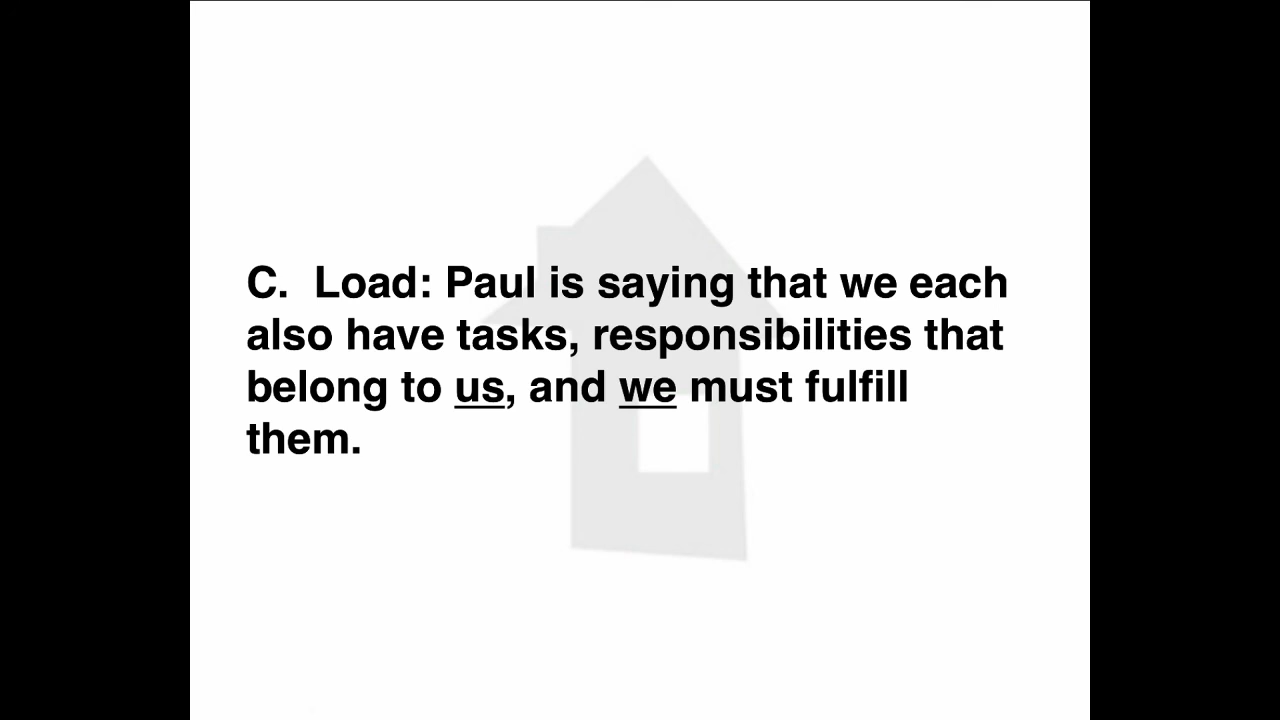 C. Load: Paul is saying that we each
also have tasks, responsibilities that
belong to us, and we must fulfill
them.